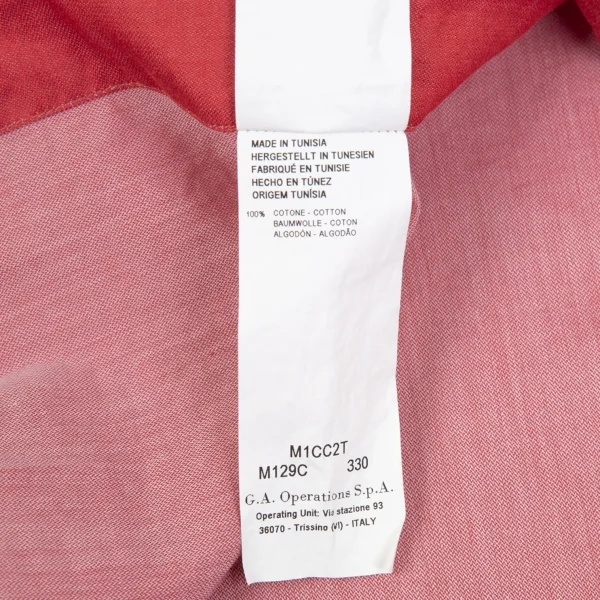 MADE IN TUNISIA
HERGESTELLT IN TUNESIEN
FABRIQUÉ EN TUNISIE
HECHO EN TÚNEZ
ORIGEM TUNÍSIA
100% COTONE - COTTON
BAUMWOLLE - COTON
ALGODÓN - ALGODÃO
M1CC2T
M129C 330
G.A. Operations S.p.A.
Operating Unit: Via stazione 93
36070 - Trissino (VI) - ITALY